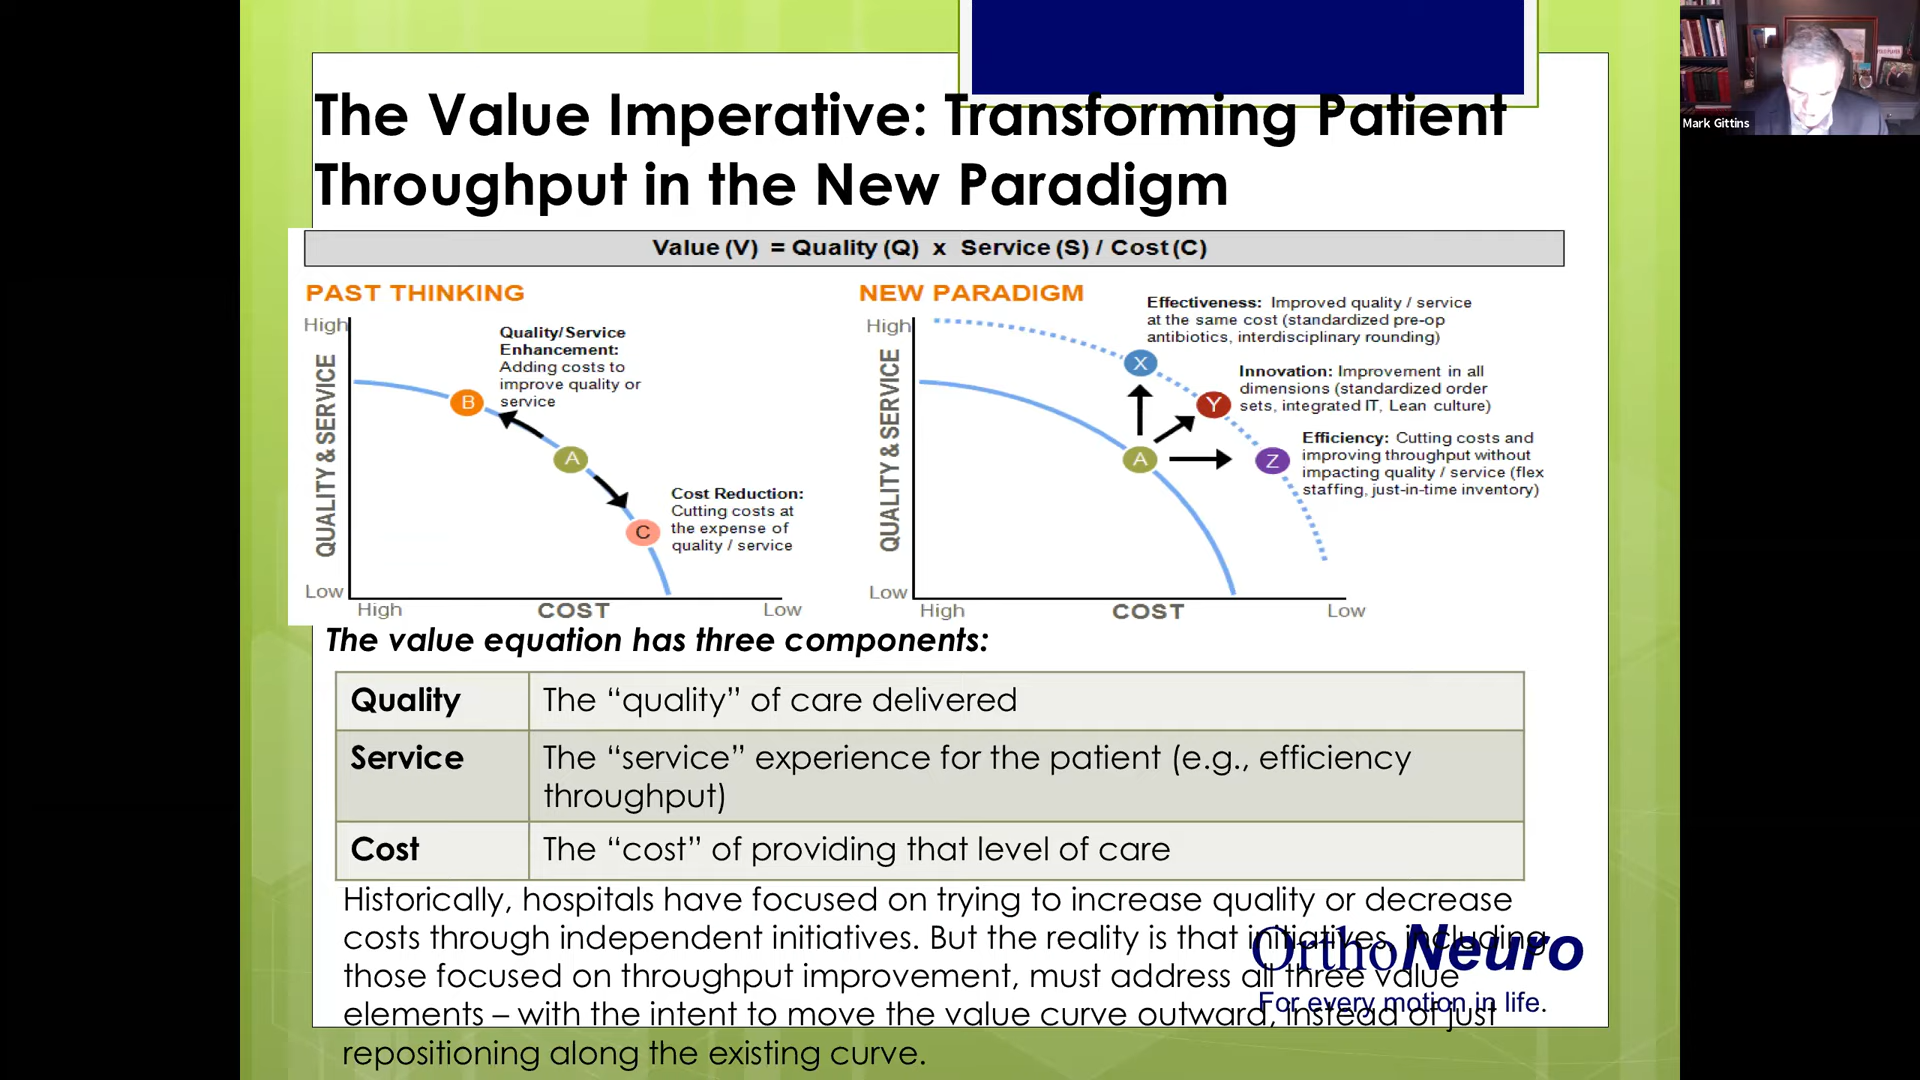 The Value Imperative: Transforming Patient
Throughput in the New Paradigm
Mark Gittins
Value (V) = Quality (Q) x Service (S) / Cost (C)
PAST THINKING
High
QUALITY & SERVICE
Low
High
COST
Low
Quality/Service
Enhancement:
Adding costs to
improve quality or
service
B
A
C
Cost Reduction:
Cutting costs at
the expense of
quality / service
NEW PARADIGM
High
QUALITY & SERVICE
Low
High
COST
Low
Effectiveness: Improved quality / service
at the same cost (standardized pre-op
antibiotics, interdisciplinary rounding)
X
Innovation: Improvement in all
dimensions (standardized order
sets, integrated IT, Lean culture)
Y
Efficiency: Cutting costs and
improving throughput without
impacting quality / service (flex
staffing, just-in-time inventory)
A
Z
The value equation has three components:
Quality The “quality” of care delivered
Service The “service” experience for the patient (e.g., efficiency
throughput)
Cost The “cost” of providing that level of care
Historically, hospitals have focused on trying to increase quality or decrease
costs through independent initiatives. But the reality is that initiatives, including
those focused on throughput improvement, must address all three value
elements – with the intent to move the value curve outward, instead of just
repositioning along the existing curve.
OrthoNeuro
For every motion in life.